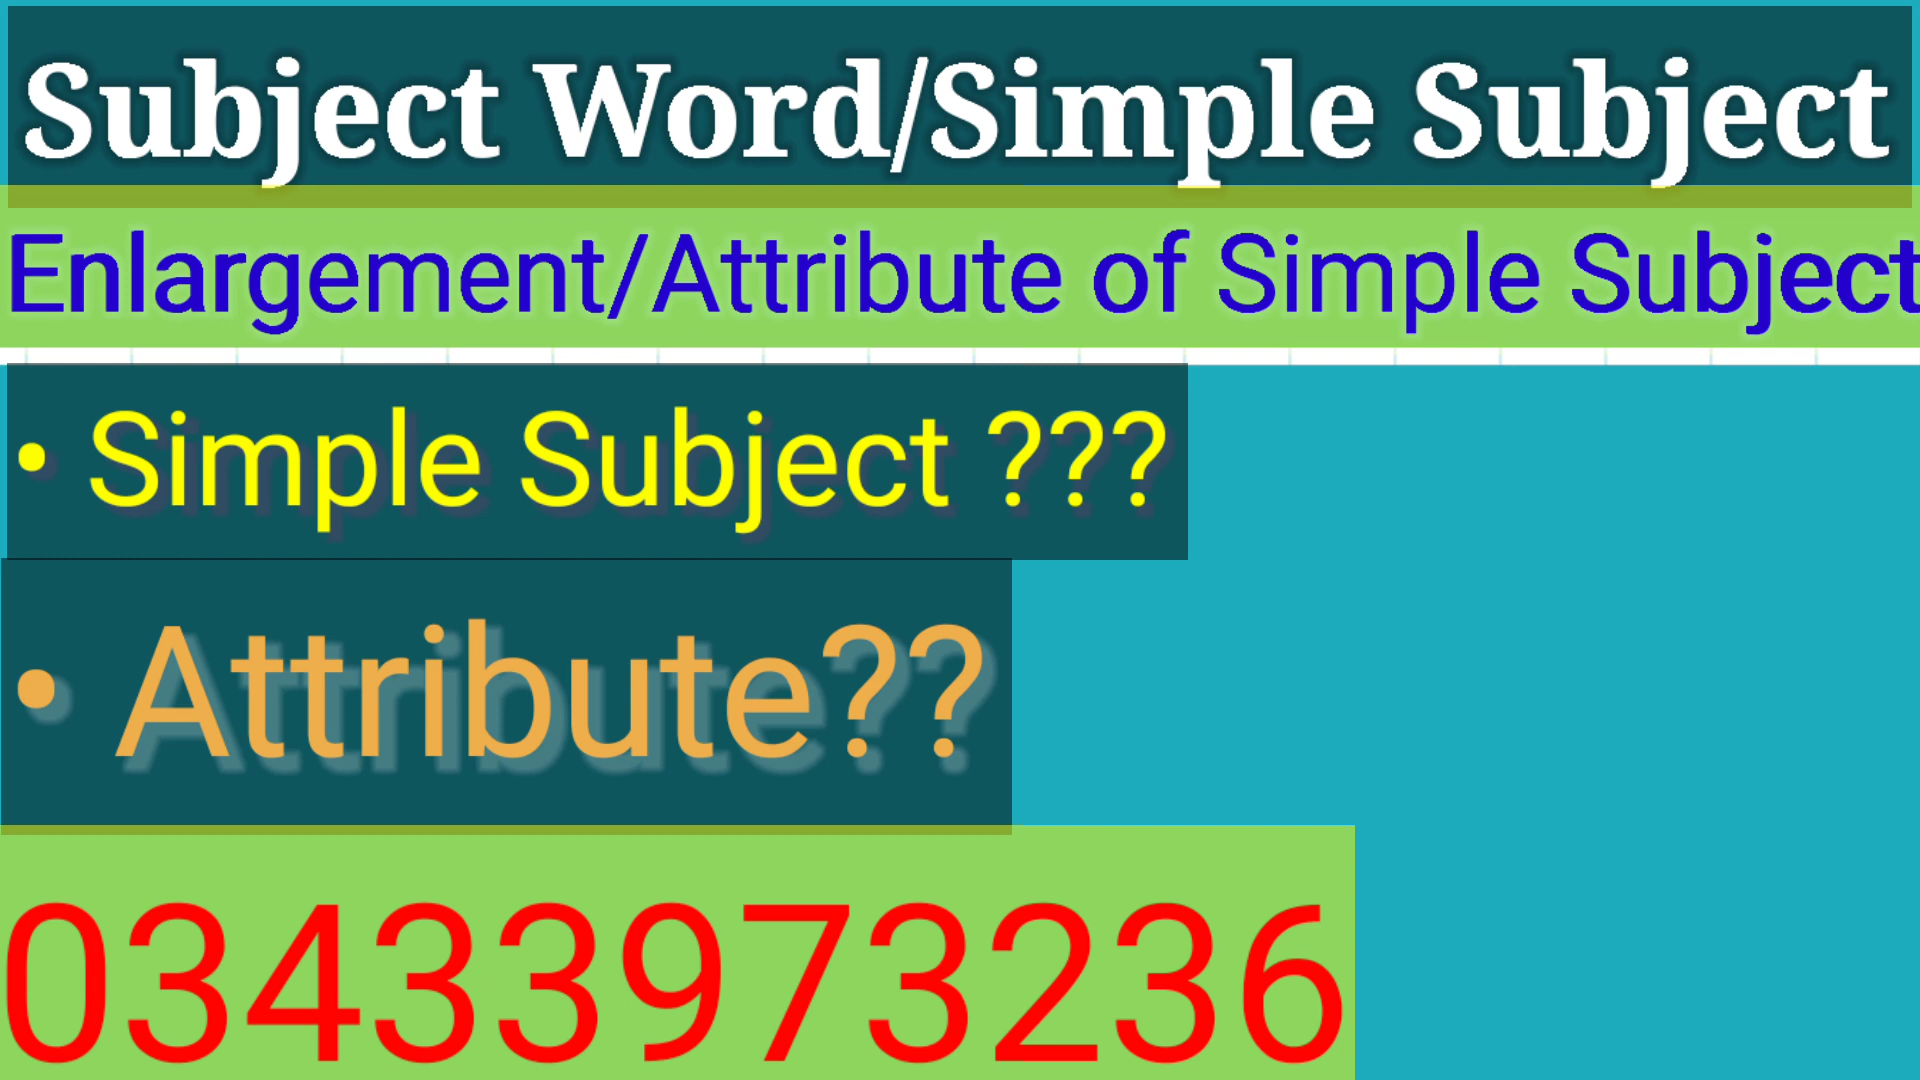 Subject Word/Simple Subject
Enlargement/Attribute of Simple Subject
• Simple Subject ???
• Attribute??
03433973236